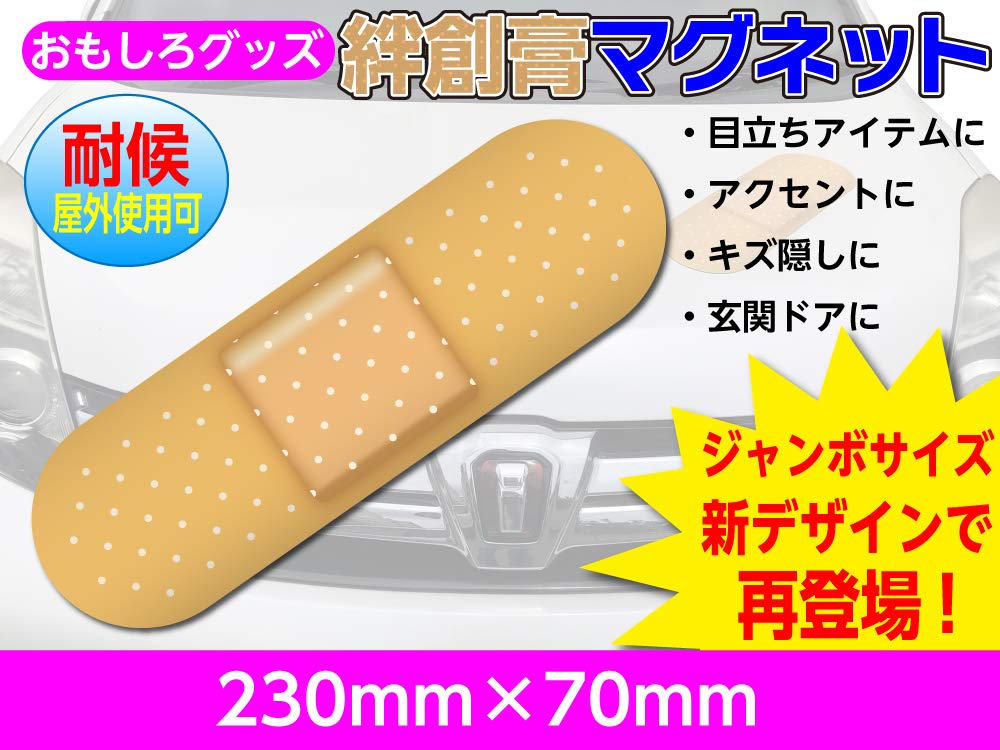 おもしろグッズ
絆創膏マグネット
耐候
屋外使用可
・目立ちアイテムに
・アクセントに
・キズ隠しに
・玄関ドアに
ジャンボサイズ
新デザインで
再登場！
230mm×70mm